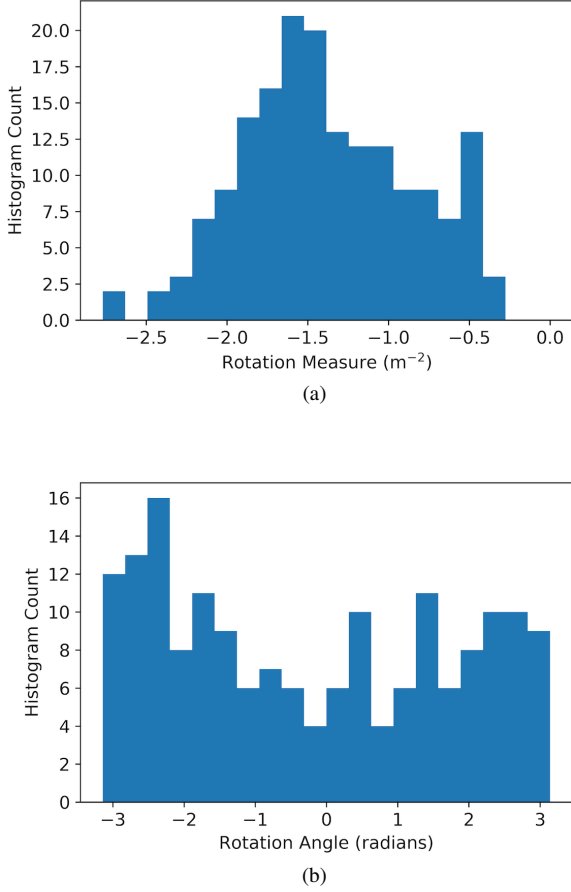 20.0
17.5
15.0
12.5
10.0
7.5
5.0
2.5
0.0
Histogram Count
−2.5 −2.0 −1.5 −1.0 −0.5 0.0
Rotation Measure (m⁻²)
(a)
16
14
12
10
8
6
4
2
0
Histogram Count
−3 −2 −1 0 1 2 3
Rotation Angle (radians)
(b)